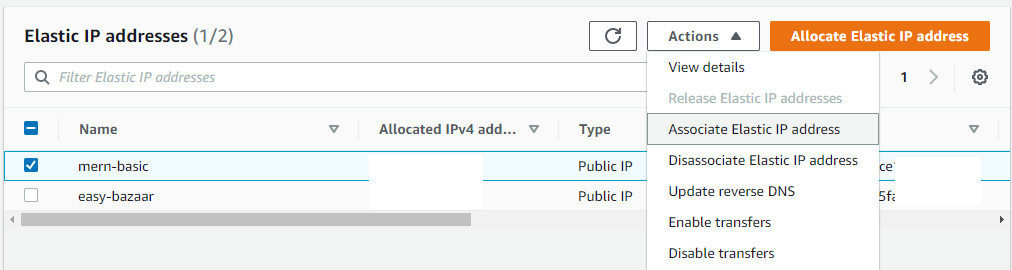 Elastic IP addresses (1/2)
Actions
Allocate Elastic IP address
Filter Elastic IP addresses
1
View details
Release Elastic IP addresses
Associate Elastic IP address
Disassociate Elastic IP address
Update reverse DNS
Enable transfers
Disable transfers
Name Allocated IPv4 add... Type
mern-basic Public IP
easy-bazaar Public IP